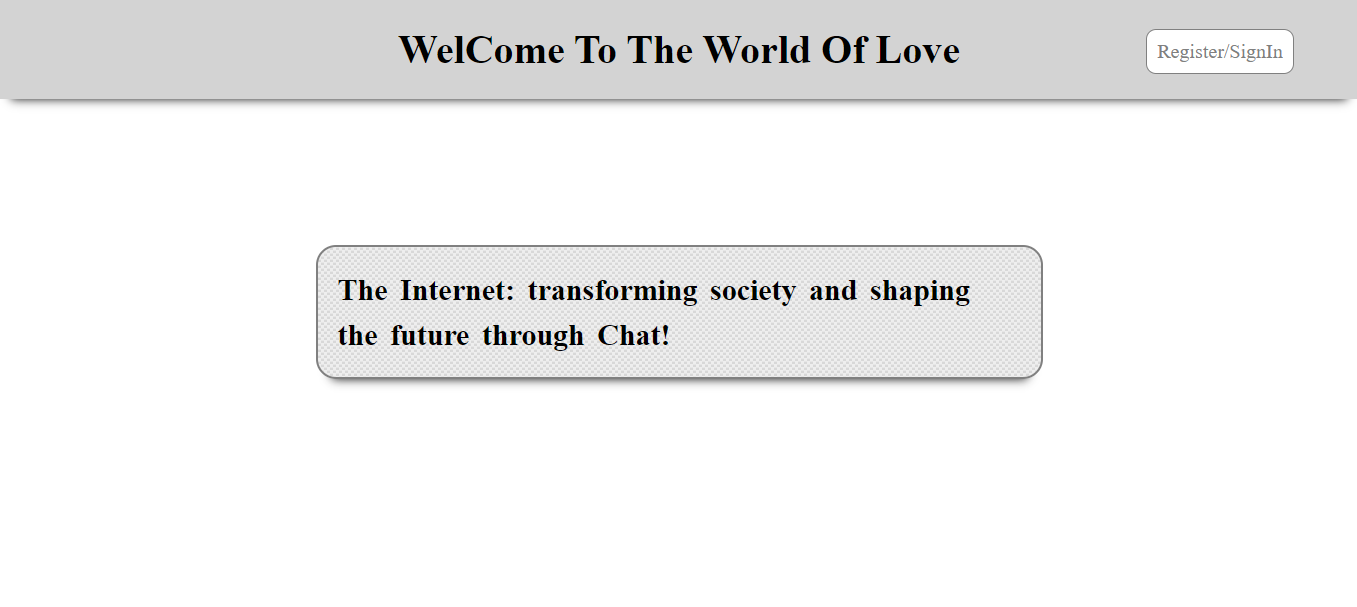 WelCome To The World Of Love
Register/SignIn
The Internet: transforming society and shaping
the future through Chat!